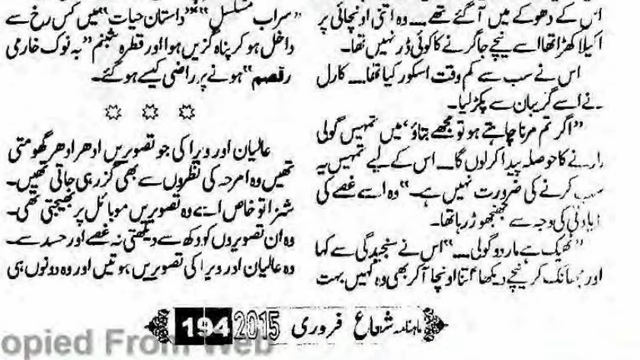 اس کے دھوکے میں آ گئے تھے۔۔۔ وہ اتنی اونچائی پر
اکیلا کھڑا تھا اسے نیچے جا گرنے کا کوئی ڈر نہیں تھا۔
اس نے سب سے کم وقت اسکور کیا تھا۔۔۔ کارل
نے اسے گریبان سے پکڑ لیا۔
"اگر تم مرنا چاہتے ہو تو مجھے بتاؤ، میں تمہیں گولی
مارنے کا حوصلہ پیدا کر لوں گا۔۔۔ اس کے لیے تمہیں یہ
سب کرنے کی ضرورت نہیں ہے۔" وہ اسے غصے کی
زیادتی کی وجہ سے جھنجھوڑ رہا تھا۔
"ٹھیک ہے مار دو گولی۔۔۔" اس نے سنجیدگی سے کہا
اور جھانک کر نیچے دیکھا "اتنا اونچا آ کر بھی وہ کہیں بہت
"سراب مسلسل" "داستان حیات" میں کس رخ سے
داخل ہو کر پناہ گزیں ہوا اور قطرہ شبنم "بہ نوک خار می
رقصم" ہونے پر راضی کیسے ہو گئے۔
☼ ☼ ☼
عالیان اور ویرا کی جو تصویریں ادھر ادھر گھومتی
تھیں وہ امرحہ کی نظروں سے بھی گزر ہی جاتی تھیں۔
شزا تو خاص اسے وہ تصویریں موبائل پر بھیجتی تھی۔
وہ ان تصویروں کو دکھ سے دیکھتی نہ غصے اور حسد سے۔
وہ عالیان اور ویرا کی تصویریں ہوتیں اور وہ دونوں ہی
ماہنامہ شعاع فروری 2015 194
opied From Web